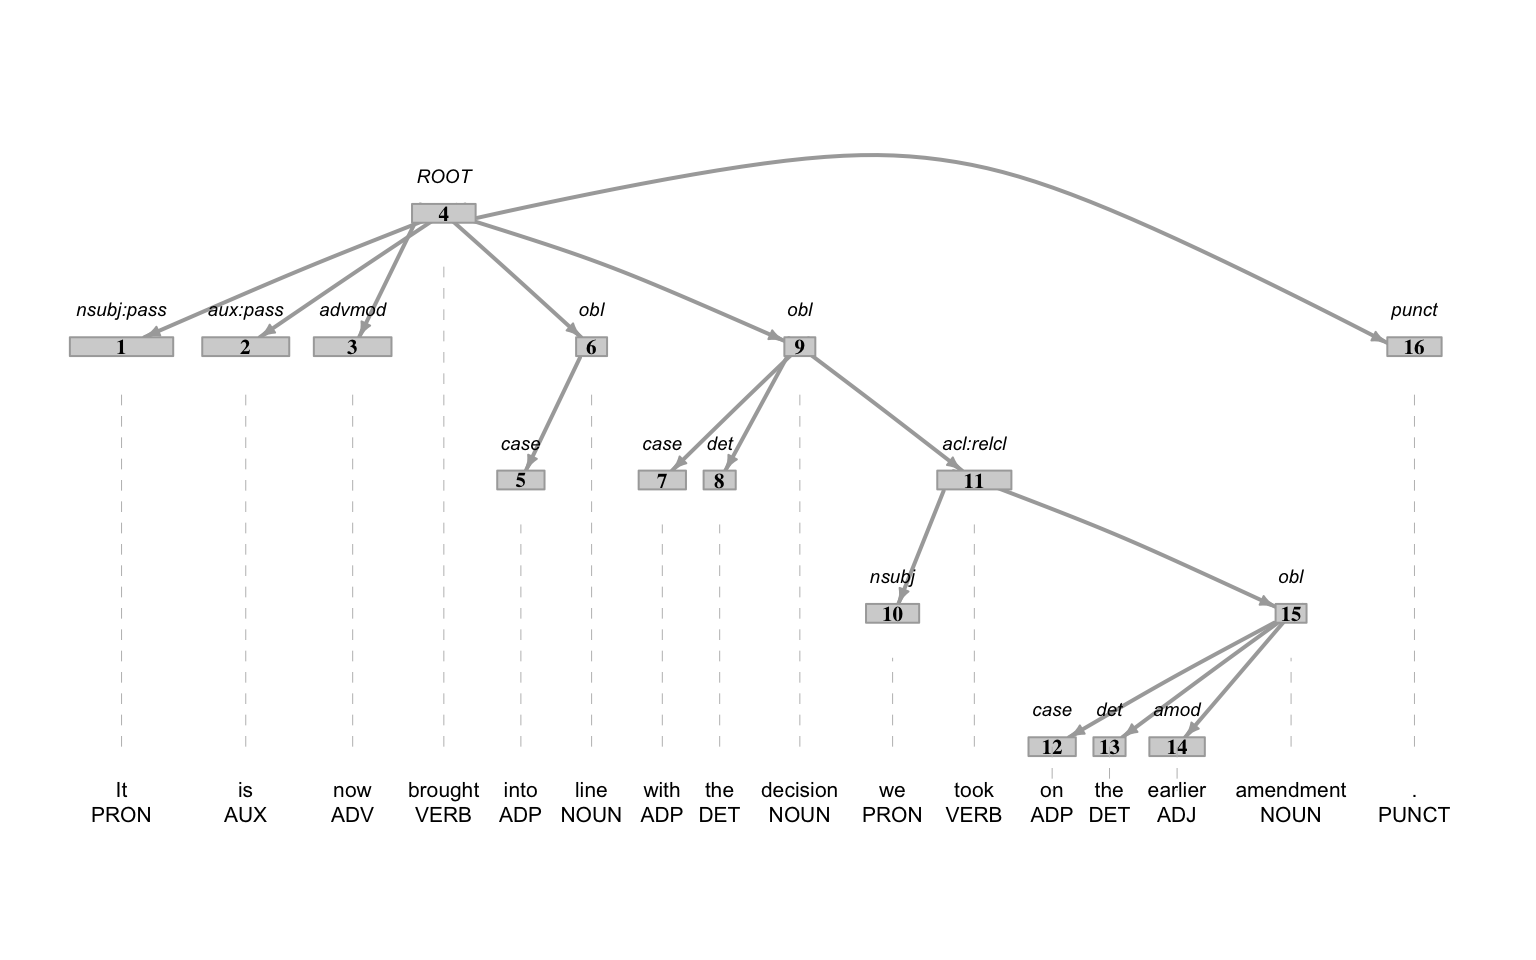 ROOT
4
nsubj:pass aux:pass advmod obl obl punct
1 2 3 6 9 16
case case det acl:relcl
5 7 8 11
nsubj obl
10 15
case det amod
12 13 14
It is now brought into line with the decision we took on the earlier amendment .
PRON AUX ADV VERB ADP NOUN ADP DET NOUN PRON VERB ADP DET ADJ NOUN PUNCT